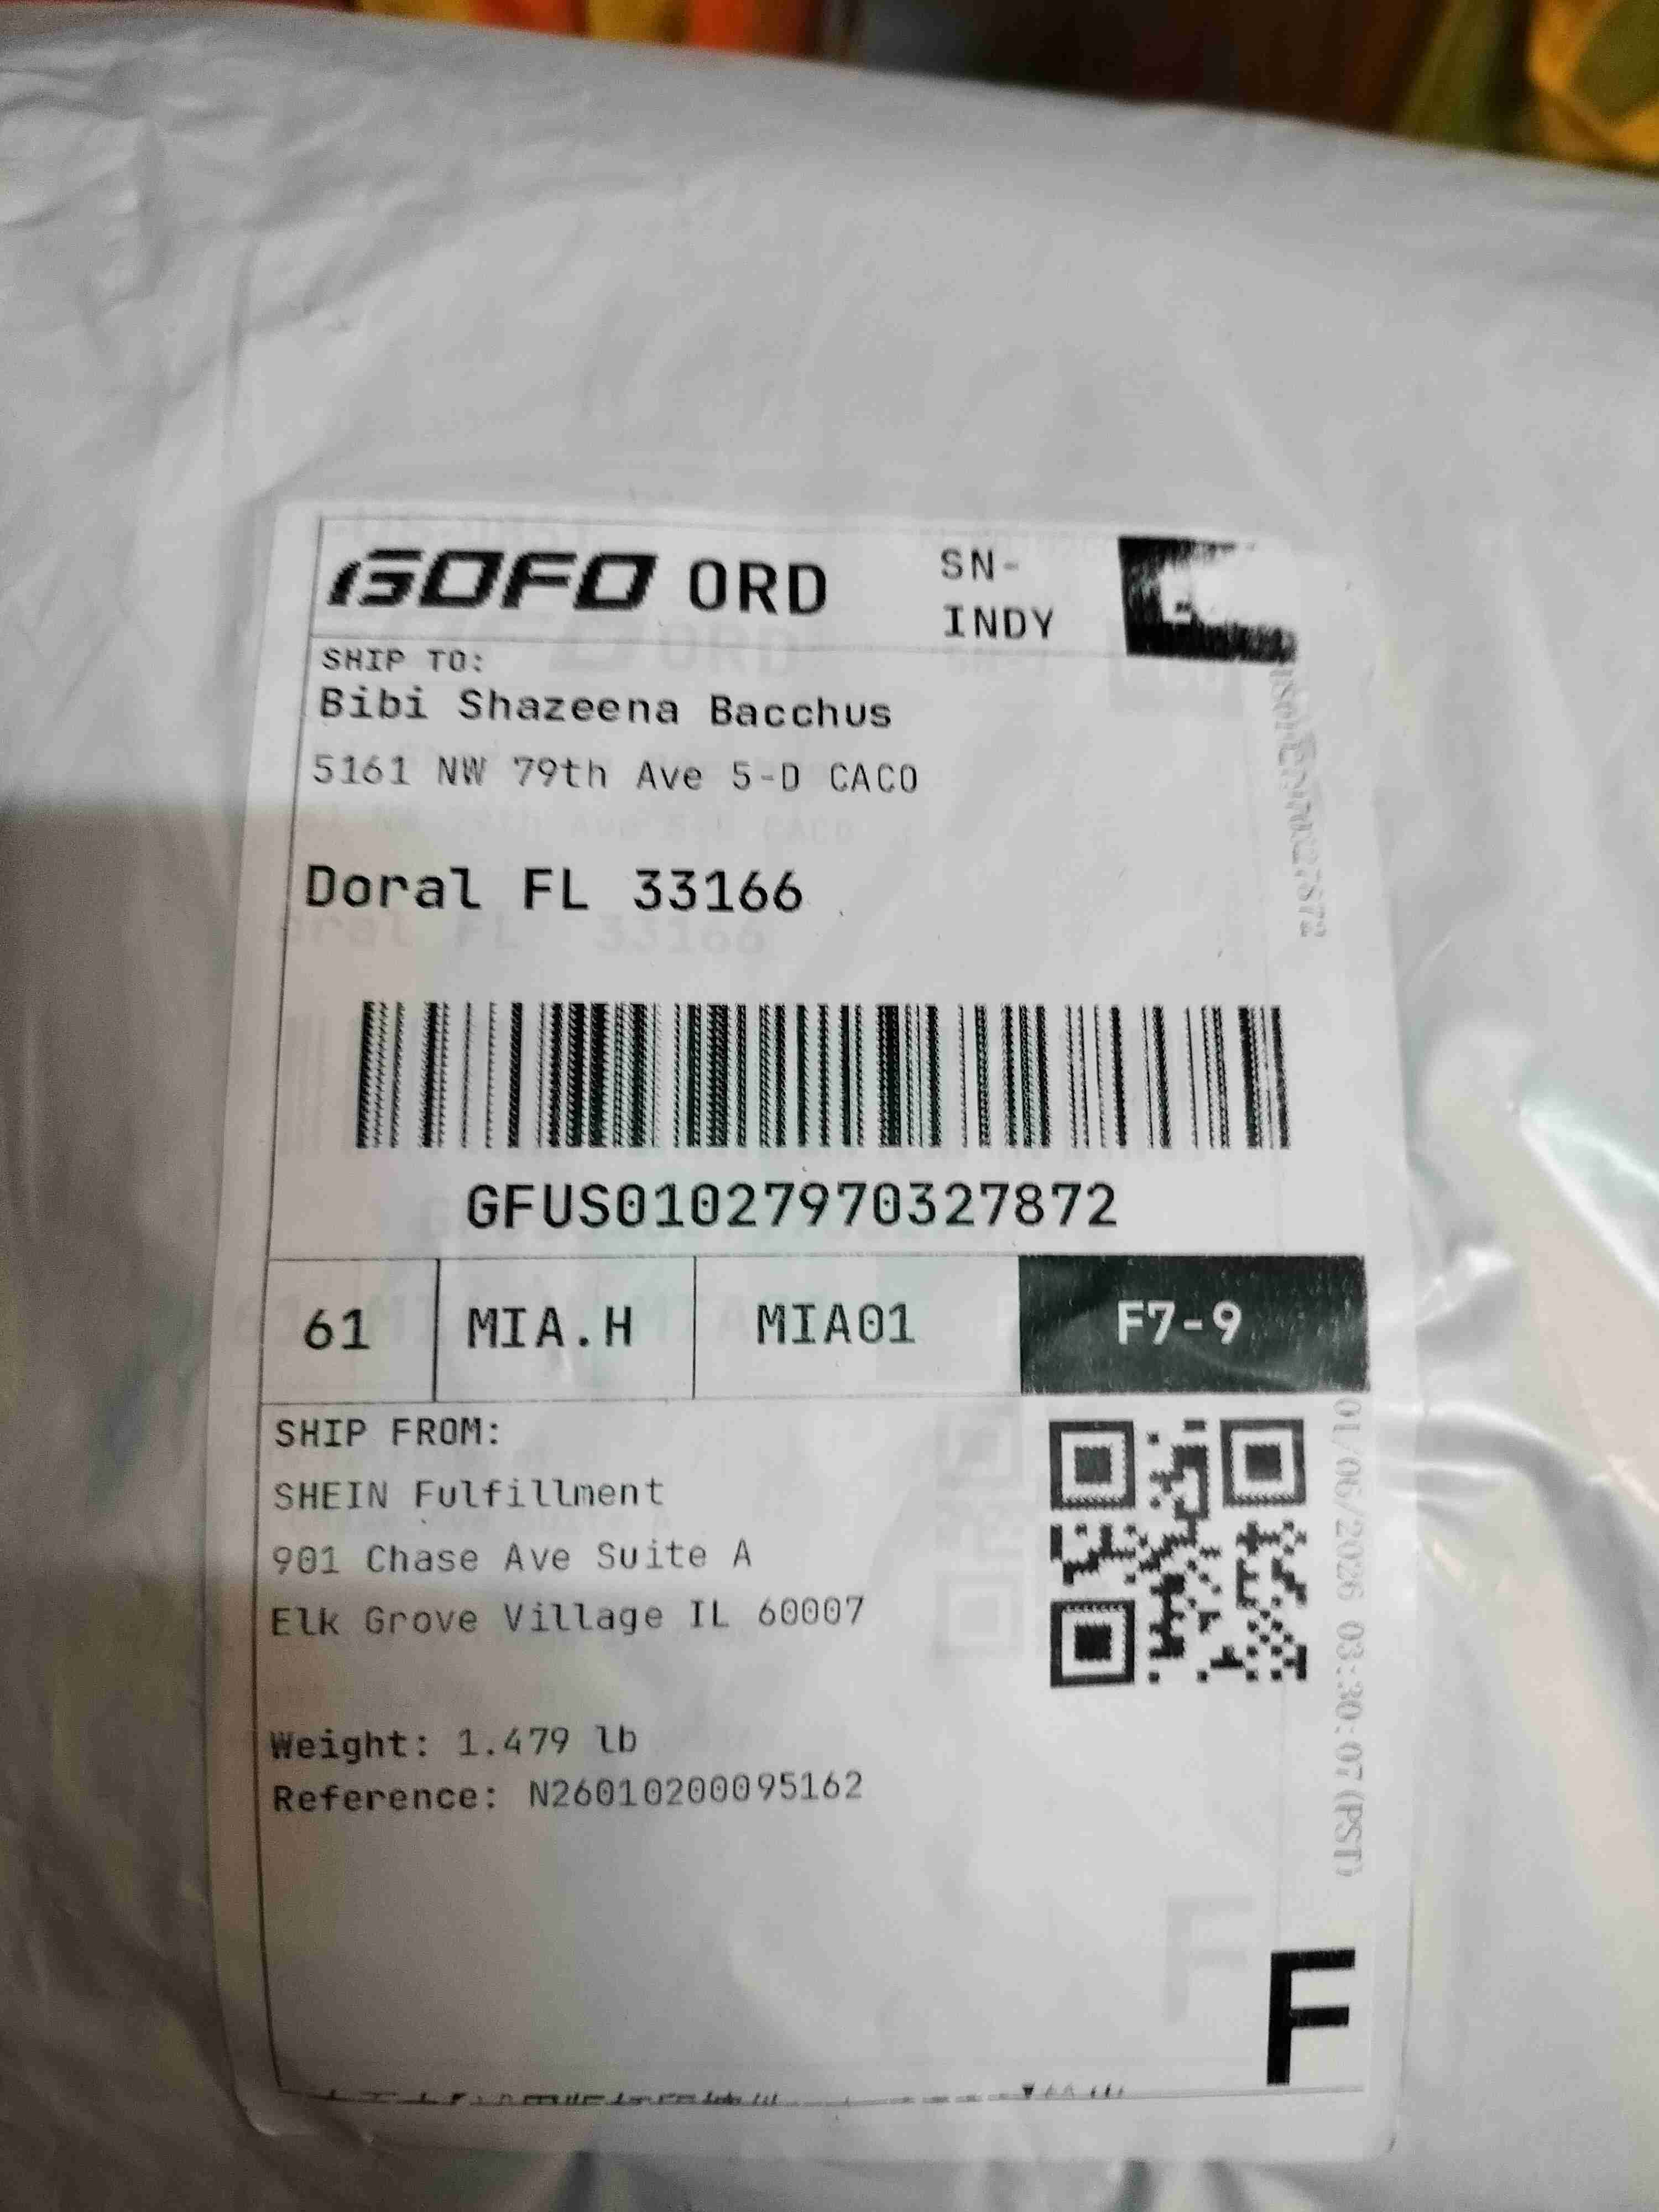 GOFO ORD
SN-
INDY
SHIP TO:
Bibi Shazeena Bacchus
5161 NW 79th Ave 5-D CACO
Doral FL 33166
GFUS01027970327872
61
MIA.H
MIA01
F7-9
SHIP FROM:
SHEIN Fulfillment
901 Chase Ave Suite A
Elk Grove Village IL 60007
01/06/2026 03:30:07(PST)
Weight: 1.479 lb
Reference: N26010200095162
F